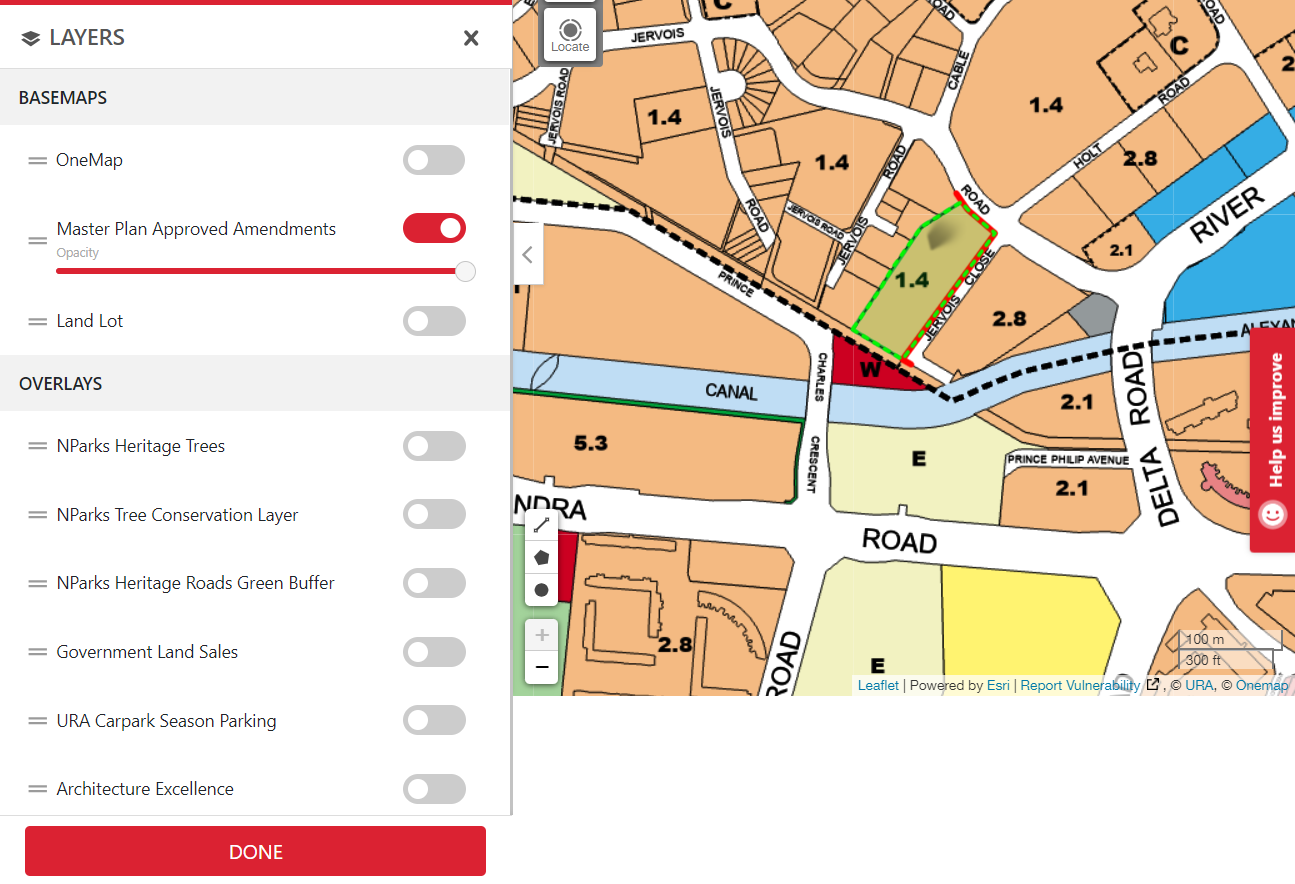 LAYERS
BASEMAPS
OneMap
Master Plan Approved Amendments
Opacity
Land Lot
OVERLAYS
NParks Heritage Trees
NParks Tree Conservation Layer
NParks Heritage Roads Green Buffer
Government Land Sales
URA Carpark Season Parking
Architecture Excellence
DONE
Locate
C
ROAD
JERVOIS
CABLE
C
ROAD
2
JERVOIS ROAD
1.4
JERVOIS
1.4
ROAD
1.4
ROAD
HOLT
2.8
ROAD
JERVOIS ROAD
JERVOIS
ROAD
RIVER
2.1
PRINCE
1.4
JERVOIS CLOSE
2.8
ALEXAN
W
CHARLES
CRESCENT
CANAL
ROAD
2.1
5.3
E
PRINCE PHILIP AVENUE
2.1
DELTA
NDRA
ROAD
2.8
ROAD
E
Help us improve
+
−
100 m
300 ft
Leaflet | Powered by Esri | Report Vulnerability , © URA, © Onemap